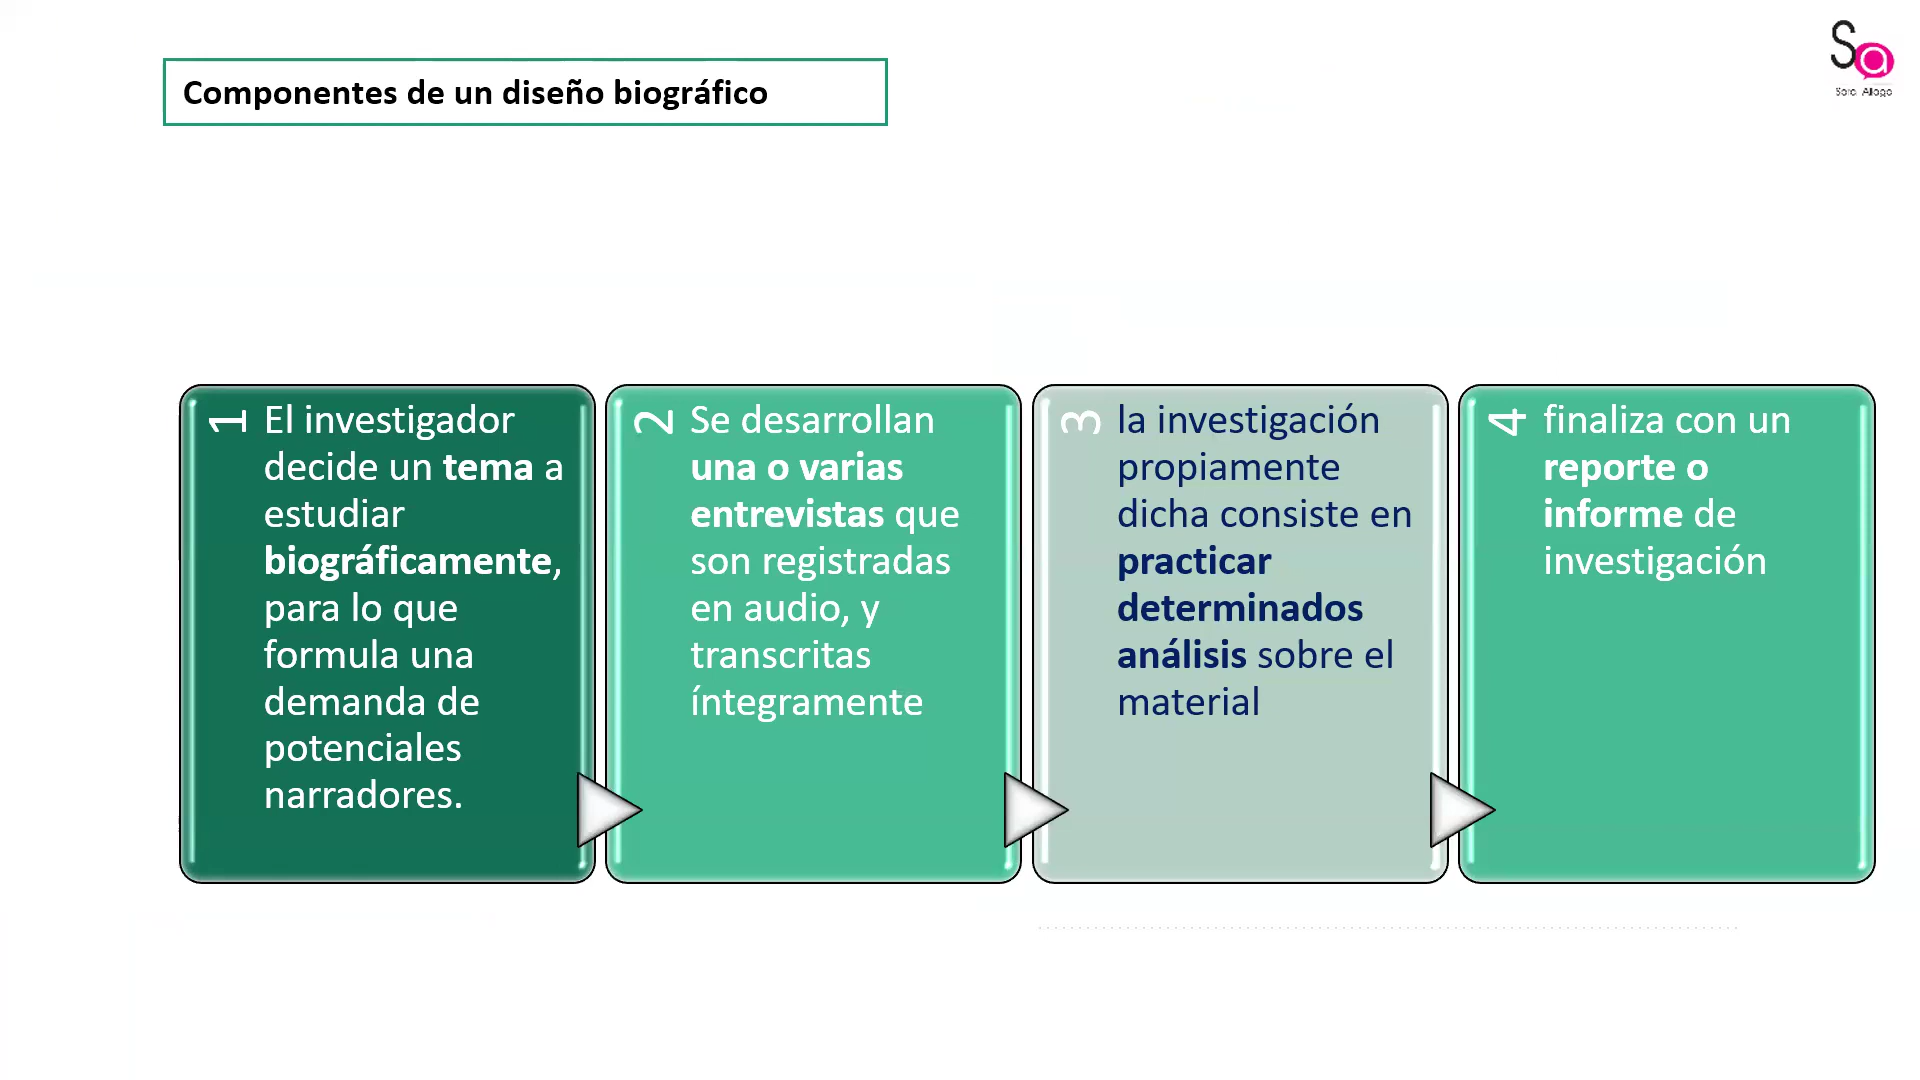 Componentes de un diseño biográfico
Sa
1
El investigador
decide un tema a
estudiar
biográficamente,
para lo que
formula una
demanda de
potenciales
narradores.
2
Se desarrollan
una o varias
entrevistas que
son registradas
en audio, y
transcritas
íntegramente
3
la investigación
propiamente
dicha consiste en
practicar
determinados
análisis sobre el
material
4
finaliza con un
reporte o
informe de
investigación